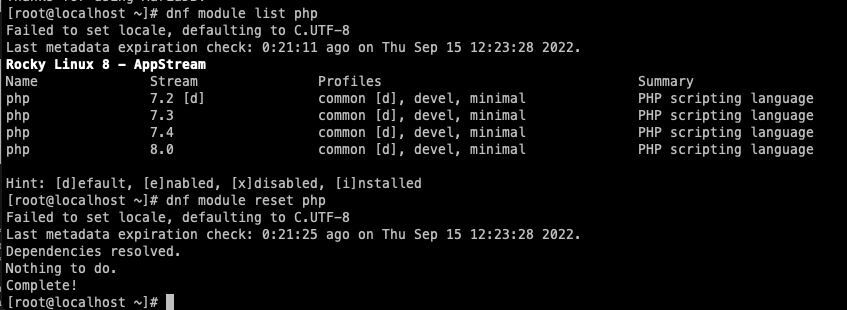 [root@localhost ~]# dnf module list php
Failed to set locale, defaulting to C.UTF-8
Last metadata expiration check: 0:21:11 ago on Thu Sep 15 12:23:28 2022.
Rocky Linux 8 - AppStream
Name Stream Profiles Summary
php 7.2 [d] common [d], devel, minimal PHP scripting language
php 7.3 common [d], devel, minimal PHP scripting language
php 7.4 common [d], devel, minimal PHP scripting language
php 8.0 common [d], devel, minimal PHP scripting language
Hint: [d]efault, [e]nabled, [x]disabled, [i]nstalled
[root@localhost ~]# dnf module reset php
Failed to set locale, defaulting to C.UTF-8
Last metadata expiration check: 0:21:25 ago on Thu Sep 15 12:23:28 2022.
Dependencies resolved.
Nothing to do.
Complete!
[root@localhost ~]#